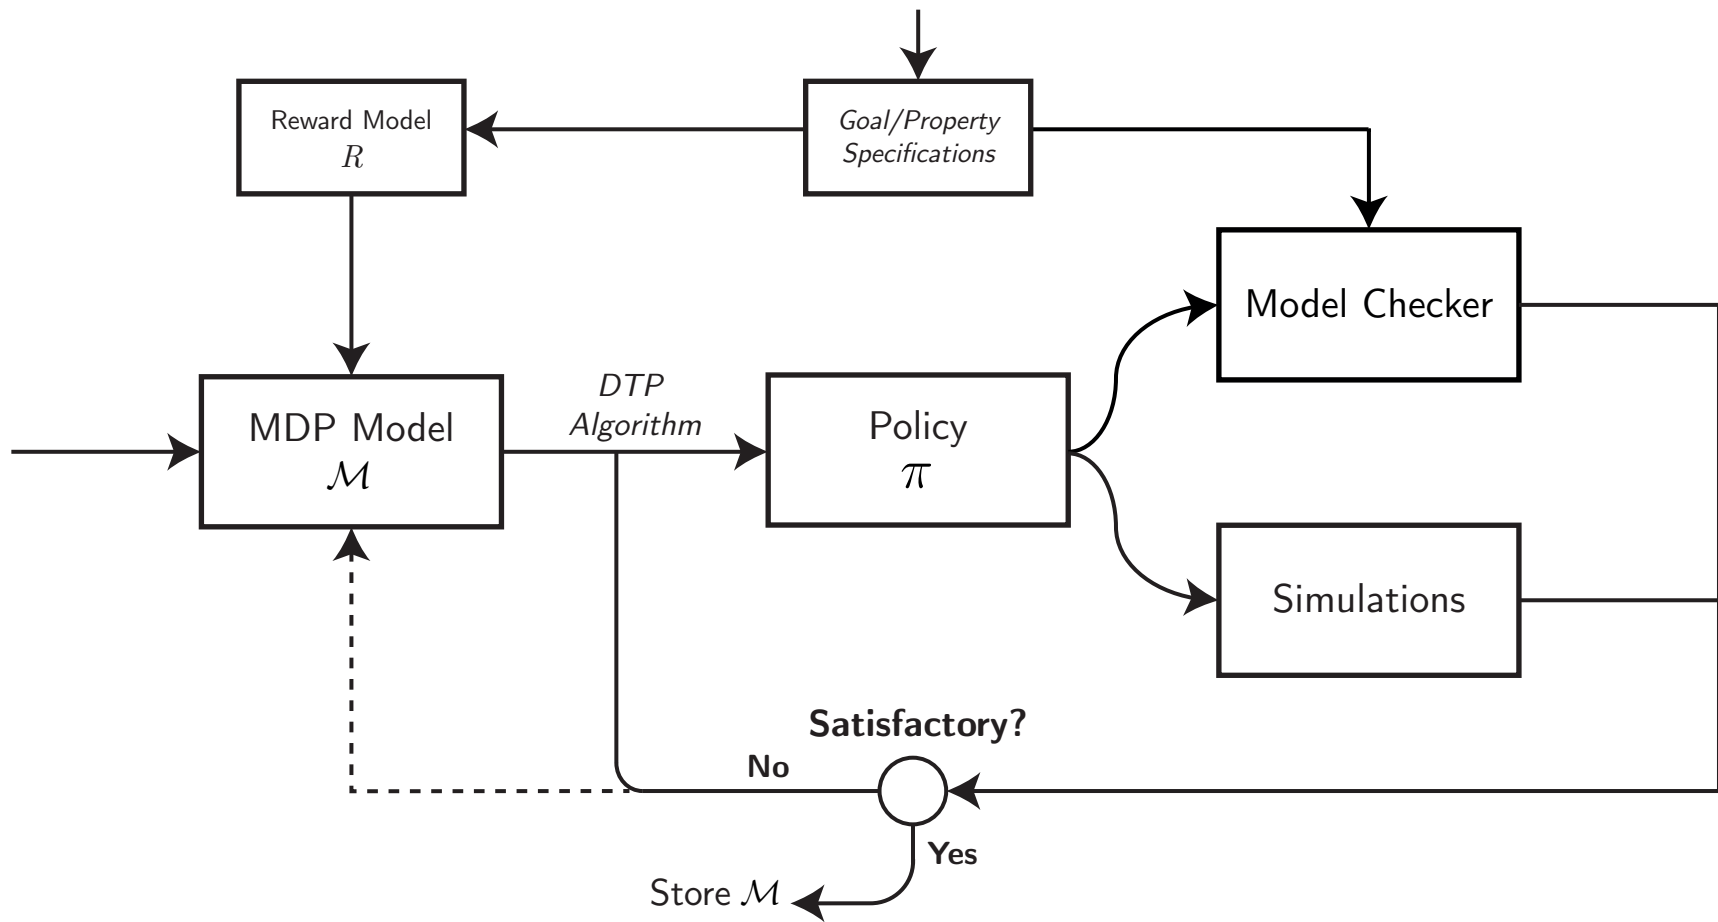 Reward Model
R
Goal/Property
Specifications
Model Checker
MDP Model
ℳ
DTP
Algorithm
Policy
π
Simulations
Satisfactory?
No
Yes
Store ℳ